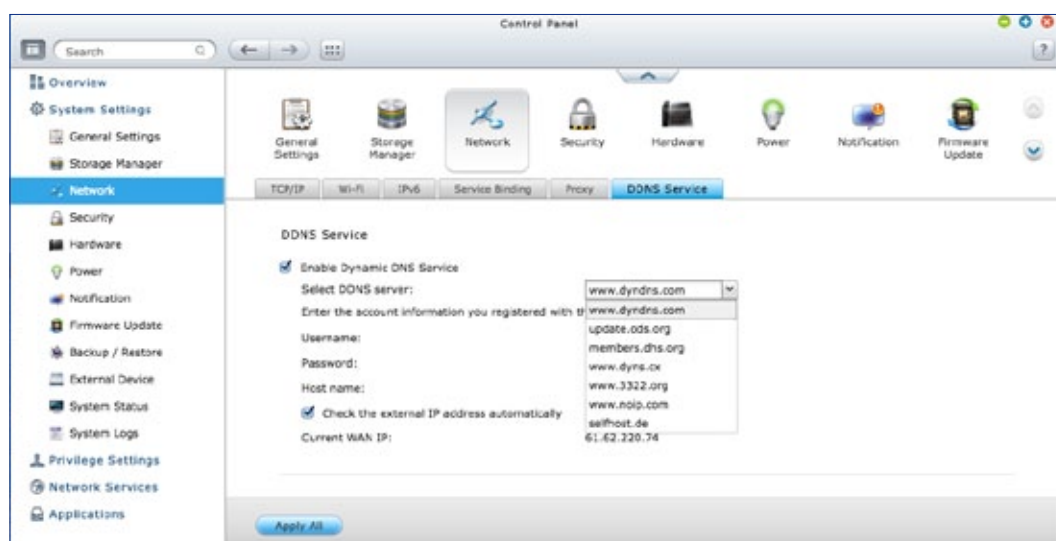 Control Panel
Search
?
Overview
System Settings
General Settings
Storage Manager
Network
Security
Hardware
Power
Notification
Firmware Update
Backup / Restore
External Device
System Status
System Logs
Privilege Settings
Network Services
Applications
General Settings
Storage Manager
Network
Security
Hardware
Power
Notification
Firmware Update
TCP/IP
Wi-Fi
IPv6
Service Binding
Proxy
DDNS Service
DDNS Service
Enable Dynamic DNS Service
Select DDNS server:
www.dyndns.com
Enter the account information you registered with th
www.dyndns.com
update.ods.org
members.dhs.org
www.dyns.cx
www.3322.org
www.noip.com
selfhost.de
Username:
Password:
Host name:
Check the external IP address automatically
Current WAN IP:
61.62.220.74
Apply All